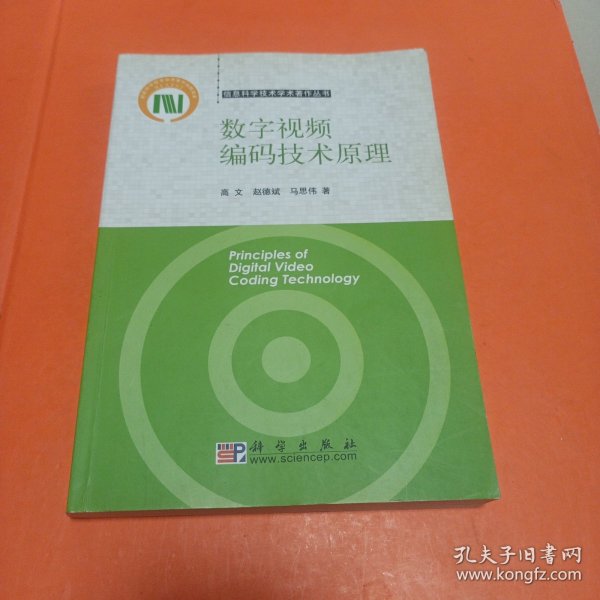 信息科学技术学术著作丛书
数字视频
编码技术原理
高 文 赵德斌 马思伟 著
Principles of
Digital Video
Coding Technology
科学出版社
www.sciencep.com
孔夫子旧书网
www.kongfz.com